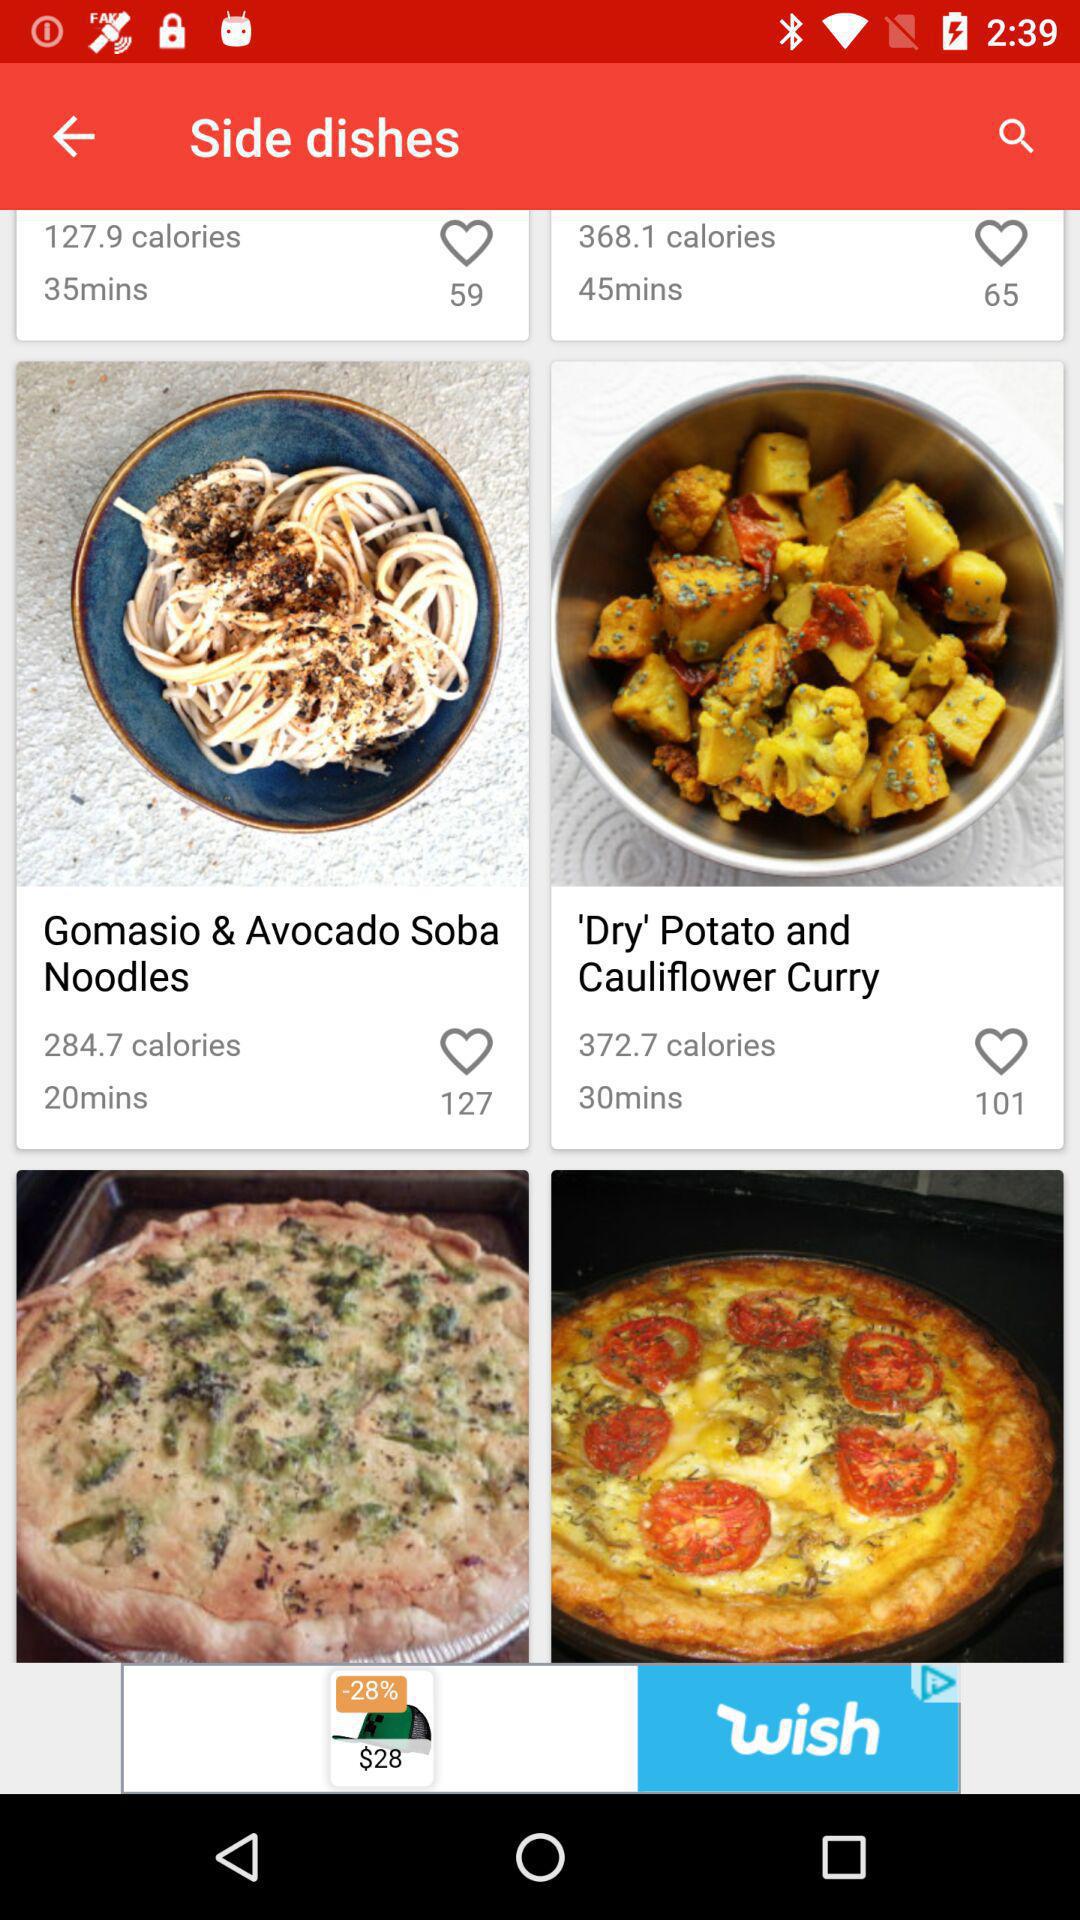 FAKE
2:39
Side dishes
127.9 calories
35mins
59
368.1 calories
45mins
65
Gomasio & Avocado Soba
Noodles
284.7 calories
20mins
127
'Dry' Potato and
Cauliflower Curry
372.7 calories
30mins
101
-28%
$28
wish